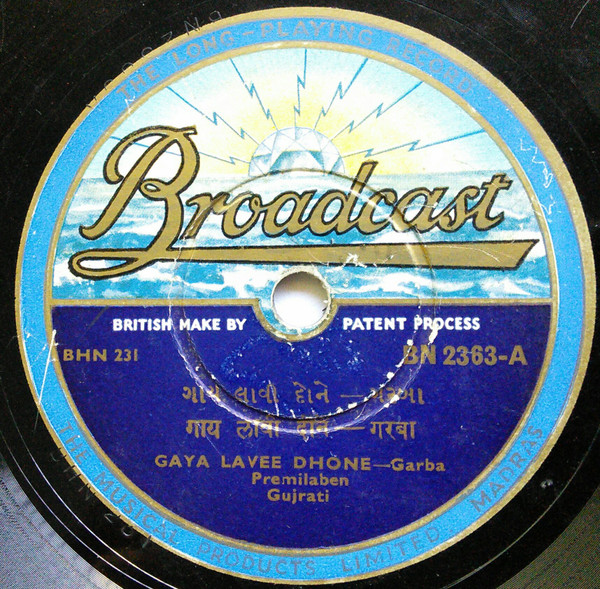 THE LONG-PLAYING RECORD
Broadcast
BRITISH MAKE BY PATENT PROCESS
BHN 231
BN 2363-A
ગાય લાવી દોને — ગરબા
गाय लावी दोने — गरबा
GAYA LAVEE DHONE—Garba
Premilaben
Gujrati
THE MUSICAL PRODUCTS LIMITED MADRAS